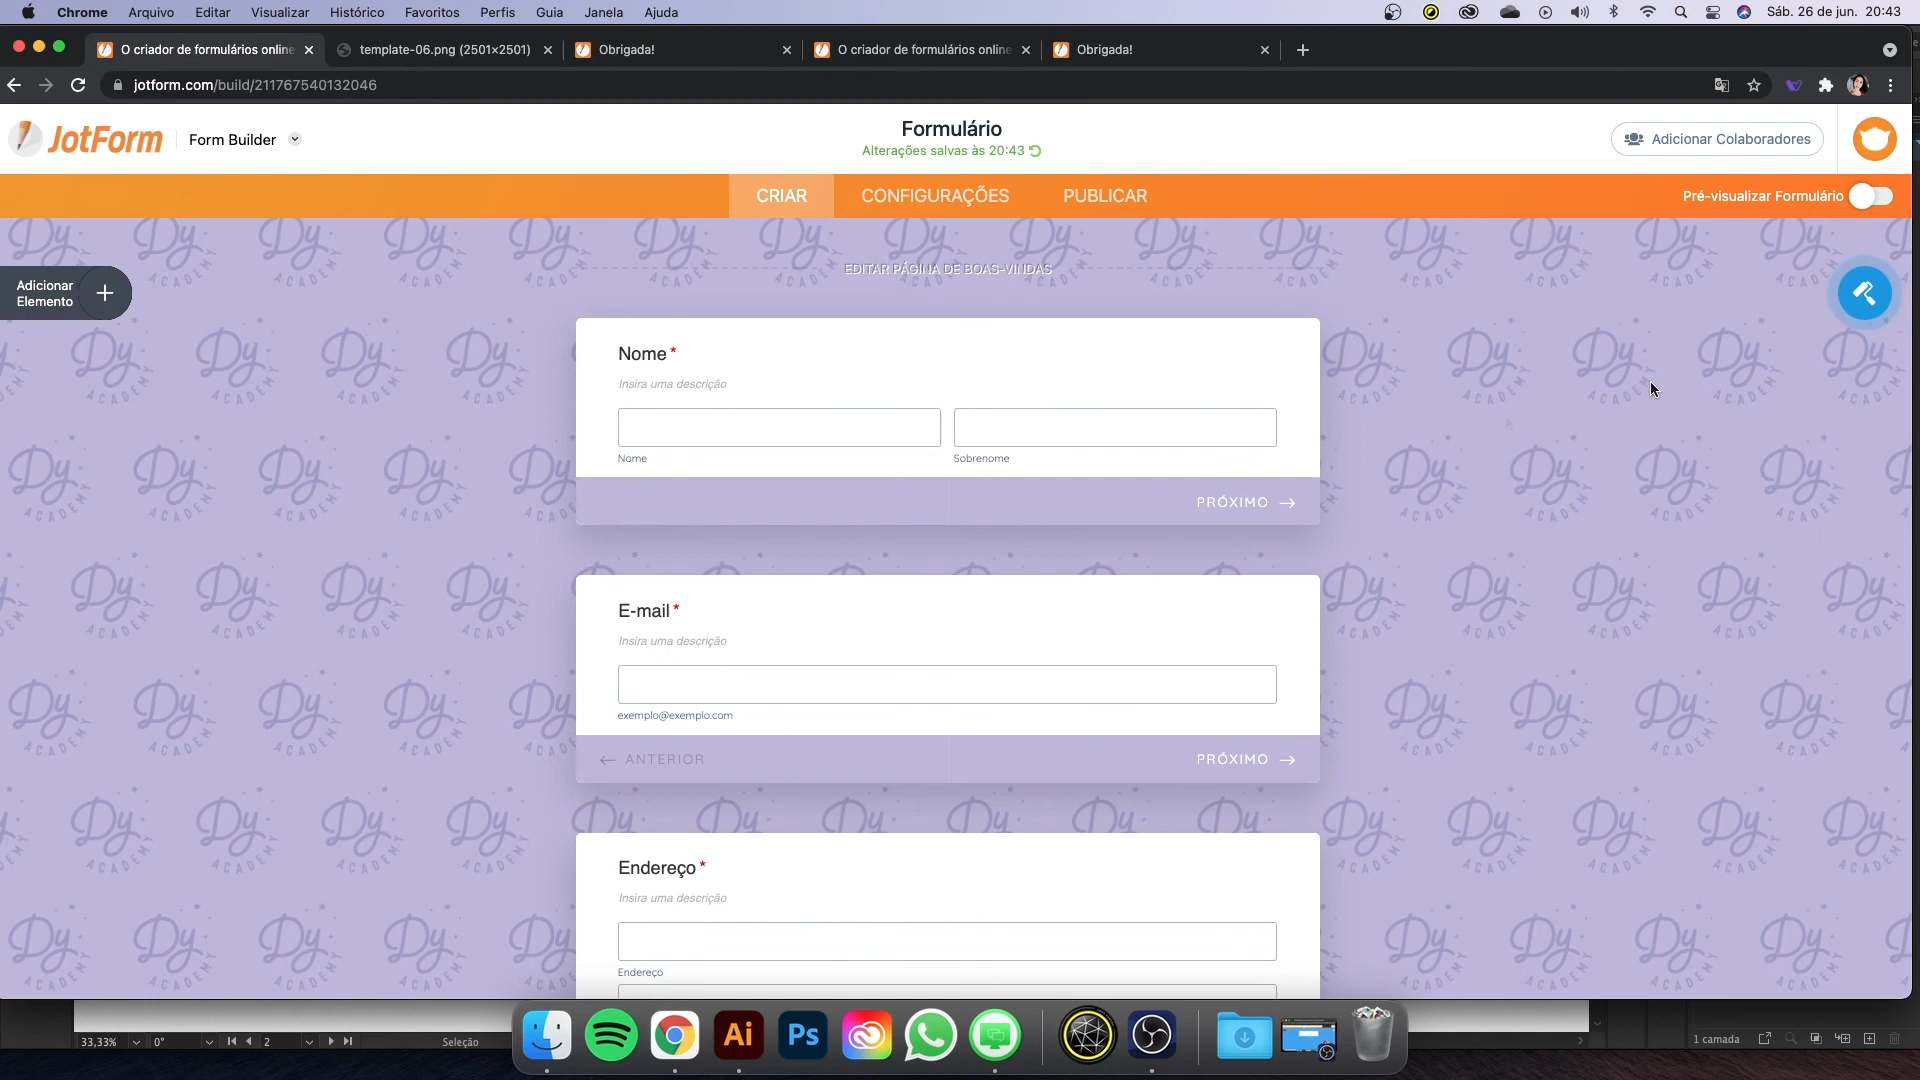 Chrome Arquivo Editar Visualizar Histórico Favoritos Perfis Guia Janela Ajuda
Sáb. 26 de jun. 20:43
O criador de formulários online
template-06.png (2501×2501)
Obrigada!
O criador de formulários online
Obrigada!
jotform.com/build/211767540132046
JotForm
Form Builder
Formulário
Alterações salvas às 20:43
Adicionar Colaboradores
CRIAR
CONFIGURAÇÕES
PUBLICAR
Pré-visualizar Formulário
Adicionar
Elemento
EDITAR PÁGINA DE BOAS-VINDAS
Dy.
ACADEMY
Nome*
Insira uma descrição
Nome
Sobrenome
PRÓXIMO
E-mail*
Insira uma descrição
exemplo@exemplo.com
ANTERIOR
PRÓXIMO
Endereço*
Insira uma descrição
Endereço
33,33%
0°
2
Seleção
1 camada
Ai
Ps